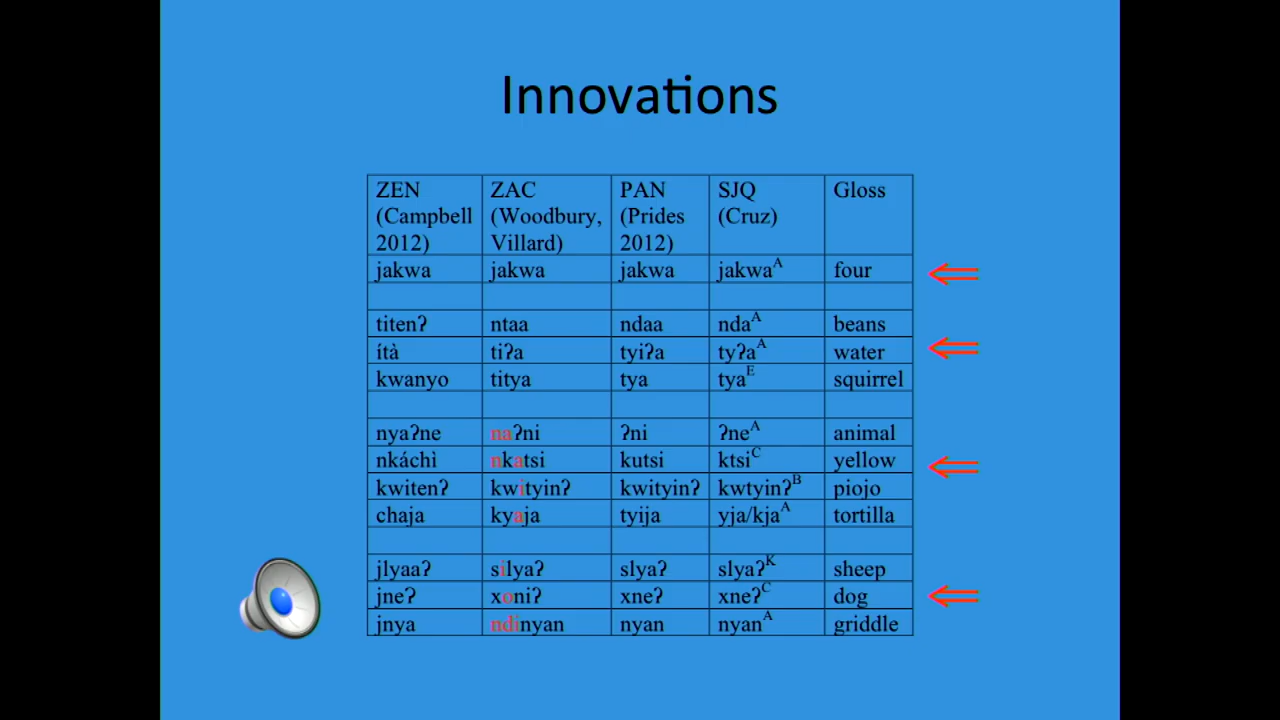 Innovations
ZEN (Campbell 2012) ZAC (Woodbury, Villard) PAN (Prides 2012) SJQ (Cruz) Gloss
jakwa jakwa jakwa jakwaᴬ four
titenʔ ntaa ndaa ndaᴬ beans
ítà tiʔa tyiʔa tyʔaᴬ water
kwanyo titya tya tyaᴱ squirrel
nyaʔne naʔni ʔni ʔneᴬ animal
nkáchì nkatsi kutsi ktsiꟲ yellow
kwitenʔ kwityinʔ kwityinʔ kwtyinʔᴮ piojo
chaja kyaja tyija yja/kjaᴬ tortilla
jlyaaʔ silyaʔ slyaʔ slyaʔᴷ sheep
jneʔ xoniʔ xneʔ xneʔꟲ dog
jnya ndinyan nyan nyanᴬ griddle